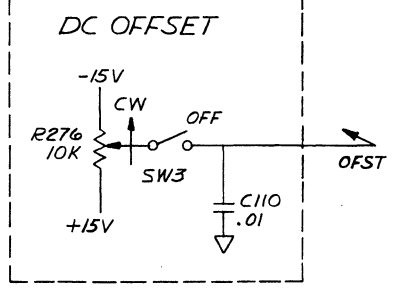 DC OFFSET
-15V
CW
OFF
R276
10K
SW3
OFST
C110
.01
+15V